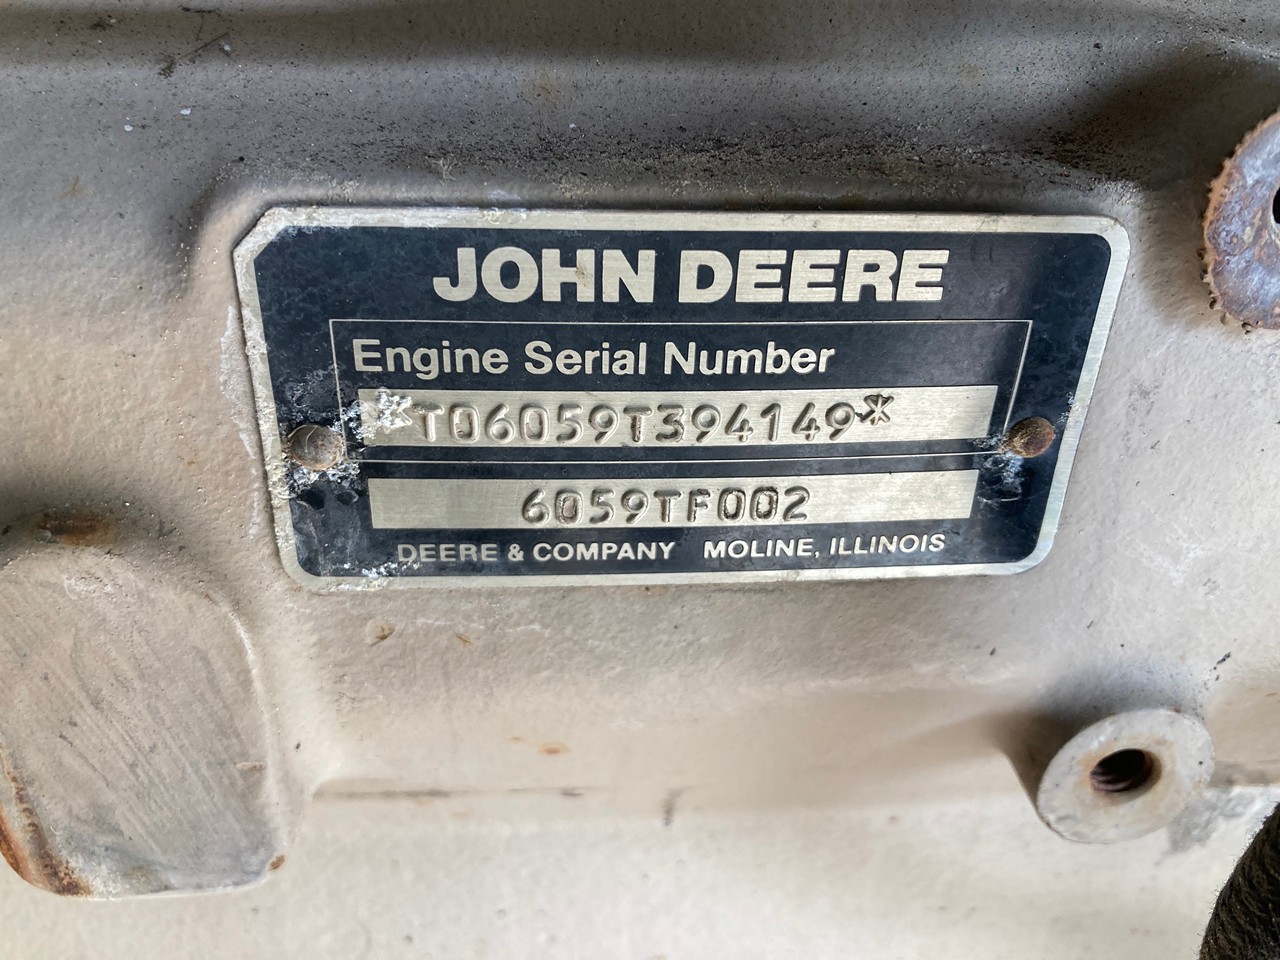 JOHN DEERE
Engine Serial Number
*T06059T394149*
6059TF002
DEERE & COMPANY MOLINE, ILLINOIS